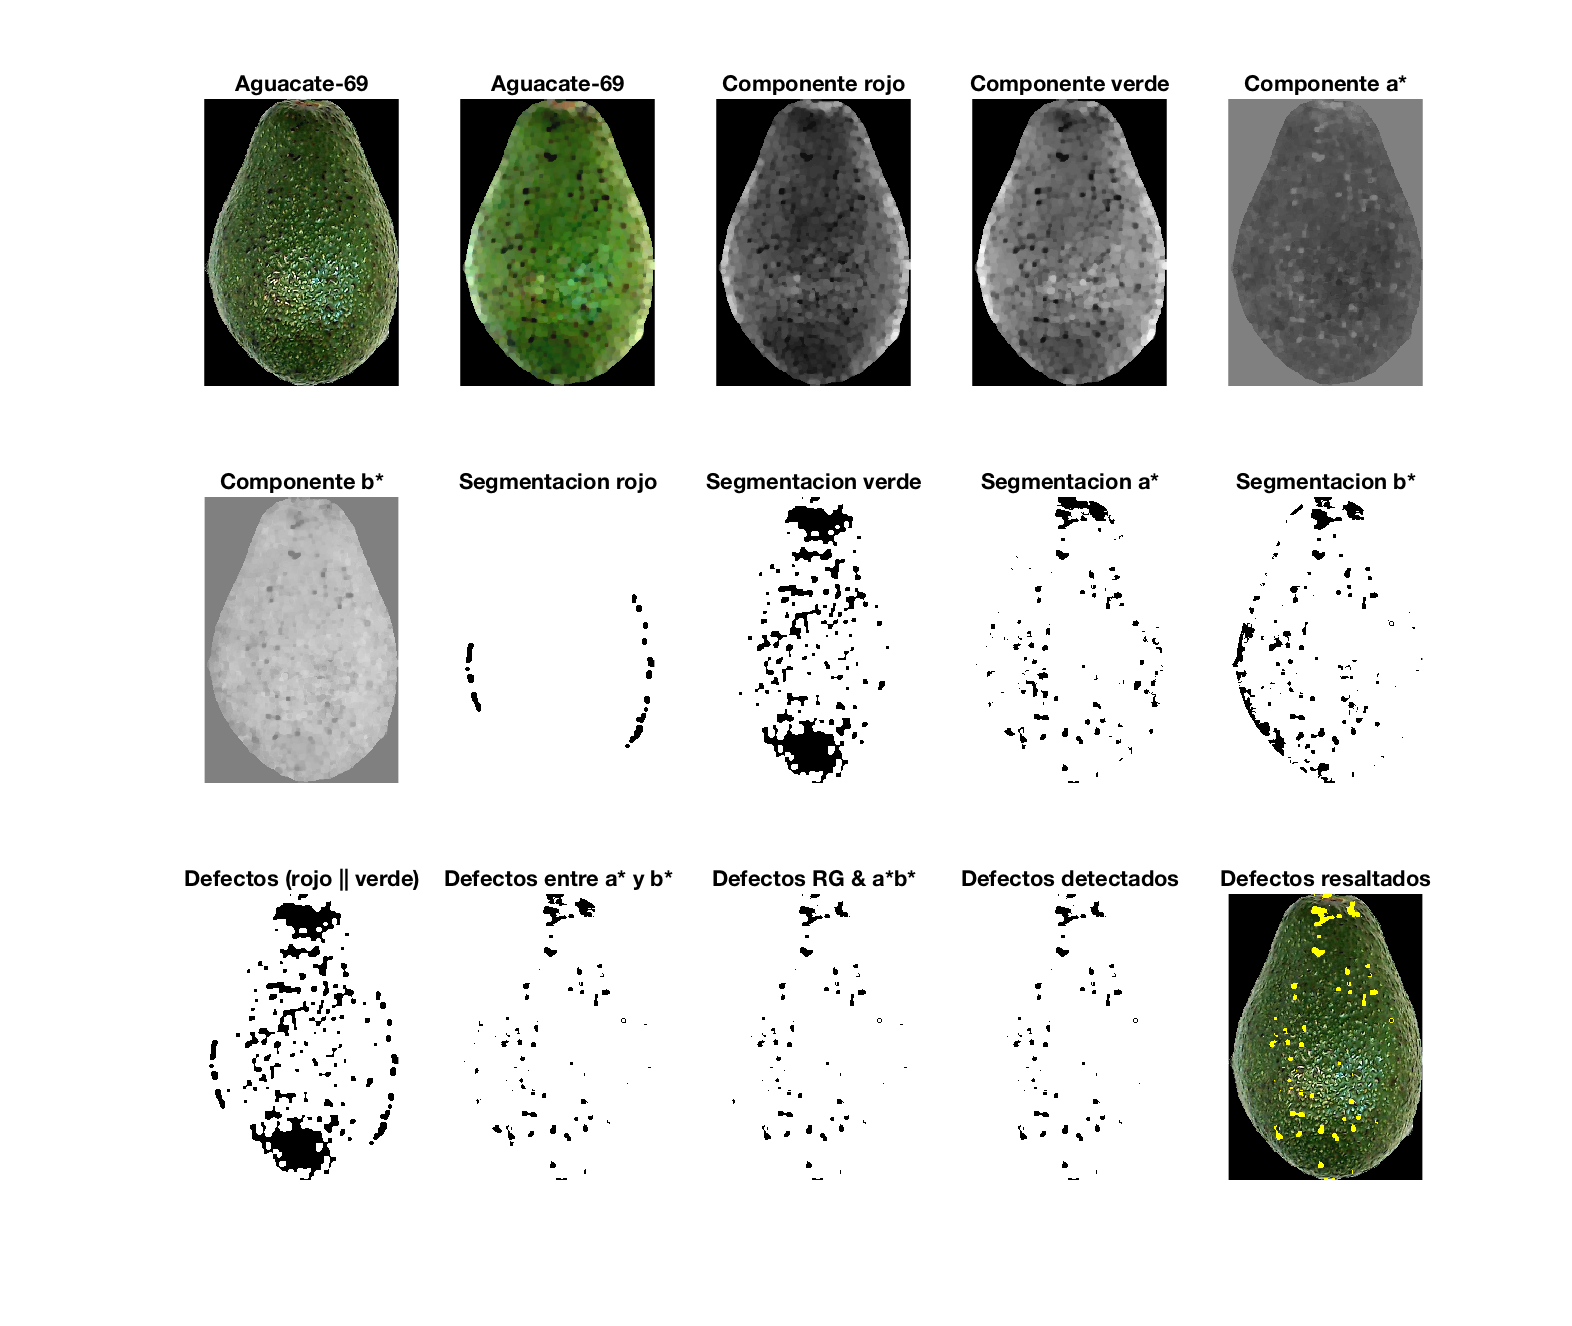 Aguacate-69
Aguacate-69
Componente rojo
Componente verde
Componente a*
Componente b*
Segmentacion rojo
Segmentacion verde
Segmentacion a*
Segmentacion b*
Defectos (rojo || verde)
Defectos entre a* y b*
Defectos RG & a*b*
Defectos detectados
Defectos resaltados